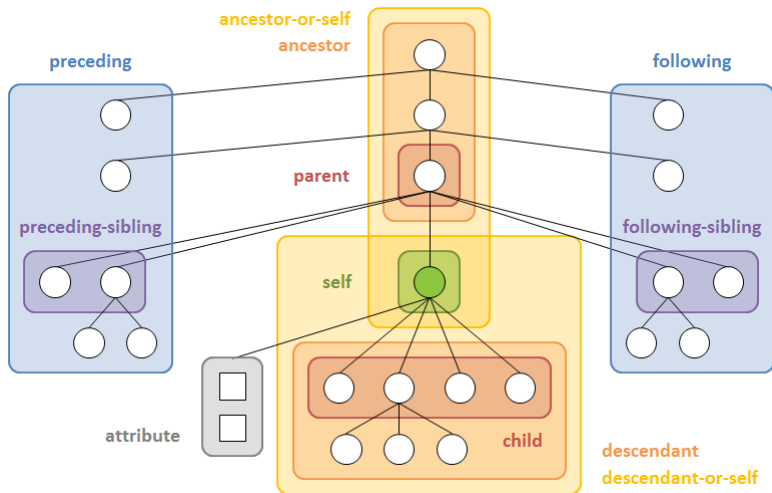 ancestor-or-self
ancestor
preceding
following
parent
preceding-sibling
following-sibling
self
attribute
child
descendant
descendant-or-self